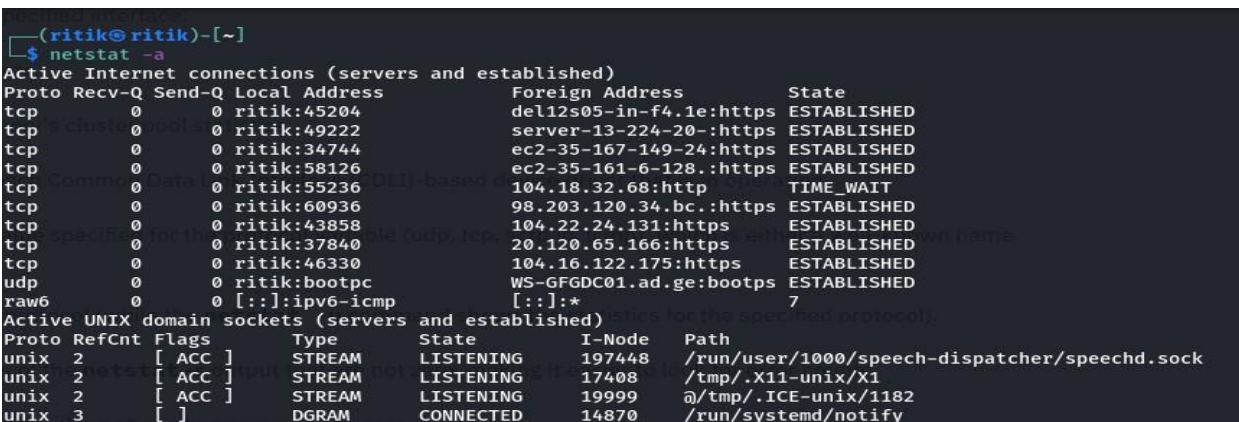 ┌──(ritik㉿ritik)-[~]
└─$ netstat -a
Active Internet connections (servers and established)
Proto Recv-Q Send-Q Local Address           Foreign Address         State
tcp        0      0 ritik:45204             del12s05-in-f4.1e:https ESTABLISHED
tcp        0      0 ritik:49222             server-13-224-20-:https ESTABLISHED
tcp        0      0 ritik:34744             ec2-35-167-149-24:https ESTABLISHED
tcp        0      0 ritik:58126             ec2-35-161-6-128.:https ESTABLISHED
tcp        0      0 ritik:55236             104.18.32.68:http       TIME_WAIT
tcp        0      0 ritik:60936             98.203.120.34.bc.:https ESTABLISHED
tcp        0      0 ritik:43858             104.22.24.131:https     ESTABLISHED
tcp        0      0 ritik:37840             20.120.65.166:https     ESTABLISHED
tcp        0      0 ritik:46330             104.16.122.175:https    ESTABLISHED
udp        0      0 ritik:bootpc            WS-GFGDC01.ad.ge:bootps ESTABLISHED
raw6       0      0 [::]:ipv6-icmp          [::]:*                  7
Active UNIX domain sockets (servers and established)
Proto RefCnt Flags       Type       State         I-Node   Path
unix  2      [ ACC ]     STREAM     LISTENING     197448   /run/user/1000/speech-dispatcher/speechd.sock
unix  2      [ ACC ]     STREAM     LISTENING     17408    /tmp/.X11-unix/X1
unix  2      [ ACC ]     STREAM     LISTENING     19999    @/tmp/.ICE-unix/1182
unix  3      [ ]         DGRAM      CONNECTED     14870    /run/systemd/notify